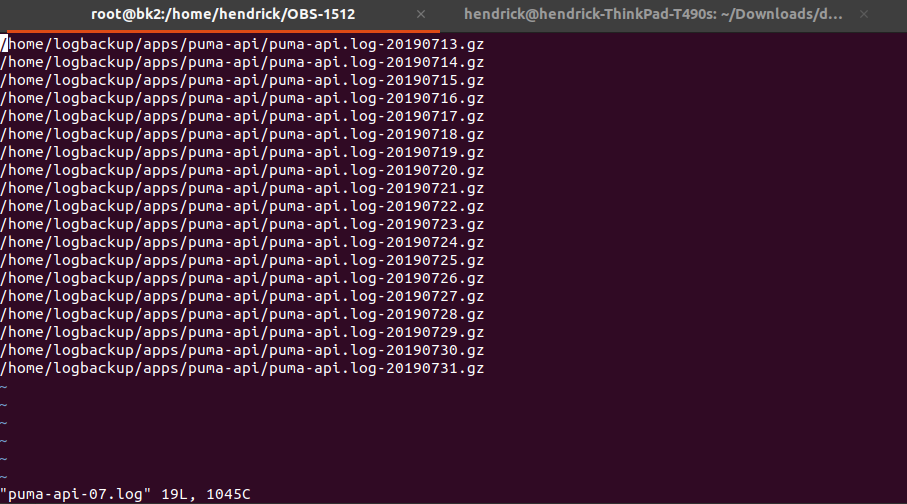 root@bk2:/home/hendrick/OBS-1512 × hendrick@hendrick-ThinkPad-T490s: ~/Downloads/d... ×
/home/logbackup/apps/puma-api/puma-api.log-20190713.gz
/home/logbackup/apps/puma-api/puma-api.log-20190714.gz
/home/logbackup/apps/puma-api/puma-api.log-20190715.gz
/home/logbackup/apps/puma-api/puma-api.log-20190716.gz
/home/logbackup/apps/puma-api/puma-api.log-20190717.gz
/home/logbackup/apps/puma-api/puma-api.log-20190718.gz
/home/logbackup/apps/puma-api/puma-api.log-20190719.gz
/home/logbackup/apps/puma-api/puma-api.log-20190720.gz
/home/logbackup/apps/puma-api/puma-api.log-20190721.gz
/home/logbackup/apps/puma-api/puma-api.log-20190722.gz
/home/logbackup/apps/puma-api/puma-api.log-20190723.gz
/home/logbackup/apps/puma-api/puma-api.log-20190724.gz
/home/logbackup/apps/puma-api/puma-api.log-20190725.gz
/home/logbackup/apps/puma-api/puma-api.log-20190726.gz
/home/logbackup/apps/puma-api/puma-api.log-20190727.gz
/home/logbackup/apps/puma-api/puma-api.log-20190728.gz
/home/logbackup/apps/puma-api/puma-api.log-20190729.gz
/home/logbackup/apps/puma-api/puma-api.log-20190730.gz
/home/logbackup/apps/puma-api/puma-api.log-20190731.gz
~
~
~
~
~
~
"puma-api-07.log" 19L, 1045C